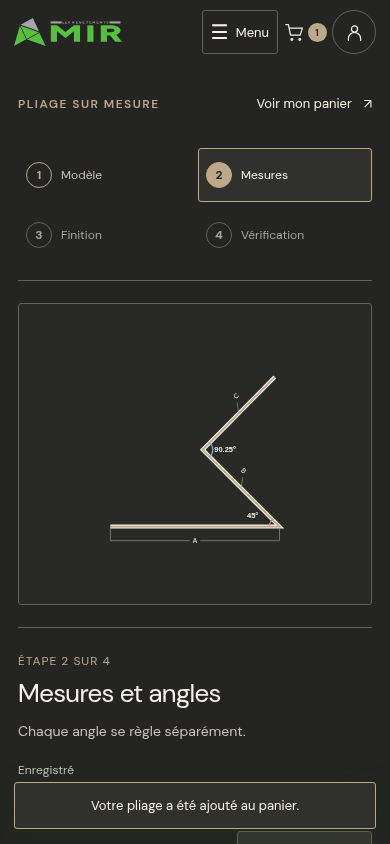 LES REVÊTEMENTS
MIR
Menu
1
PLIAGE SUR MESURE
Voir mon panier
1 Modèle
2 Mesures
3 Finition
4 Vérification
C
90.25°
B
45°
A
ÉTAPE 2 SUR 4
Mesures et angles
Chaque angle se règle séparément.
Enregistré
Votre pliage a été ajouté au panier.